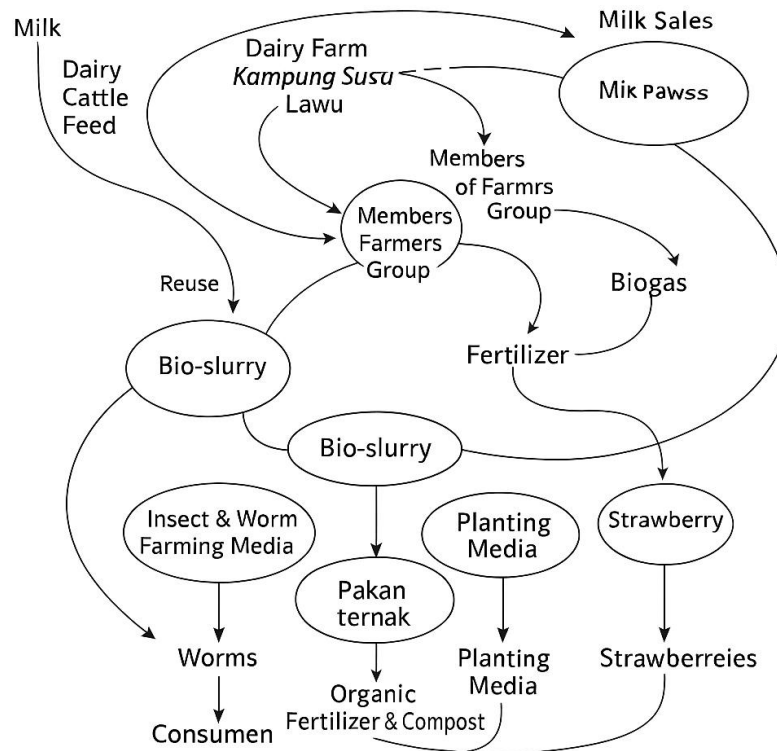 Milk
Milk Sales
Dairy
Cattle
Feed
Dairy Farm
Kampung Susu
Lawu
Mik Pawss
Members
of Farmrs
Group
Members
Farmers
Group
Reuse
Biogas
Bio-slurry
Fertilizer
Bio-slurry
Insect & Worm
Farming Media
Planting
Media
Strawberry
Pakan
ternak
Worms
Planting
Media
Strawberreies
Organic
Fertilizer & Compost
Consumen